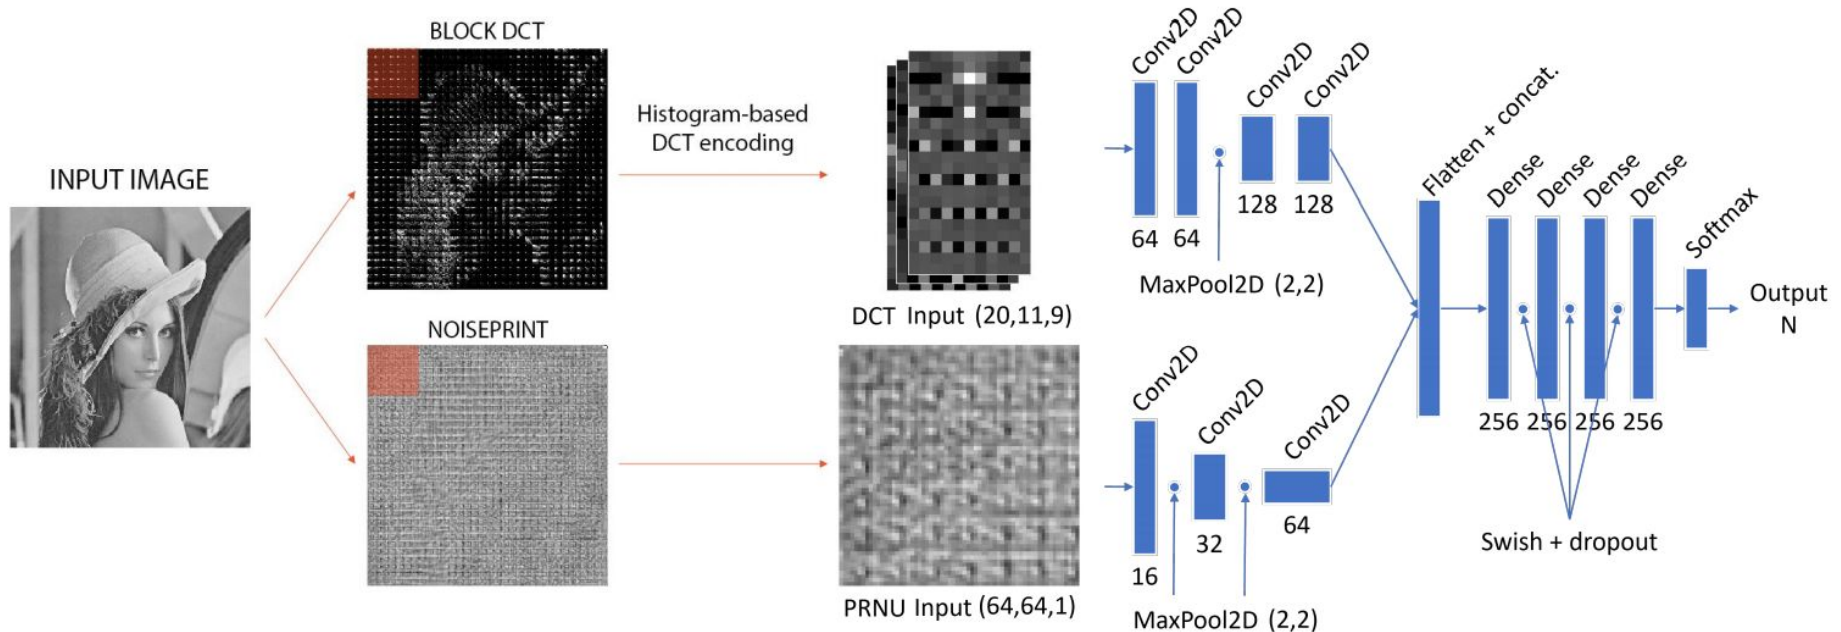 INPUT IMAGE
BLOCK DCT
Histogram-based
DCT encoding
DCT Input (20,11,9)
NOISEPRINT
PRNU Input (64,64,1)
Conv2D
Conv2D
Conv2D
Conv2D
64
64
128
128
MaxPool2D (2,2)
Conv2D
Conv2D
Conv2D
16
32
64
MaxPool2D (2,2)
Flatten + concat.
Dense
Dense
Dense
Dense
256
256
256
256
Swish + dropout
Softmax
Output
N